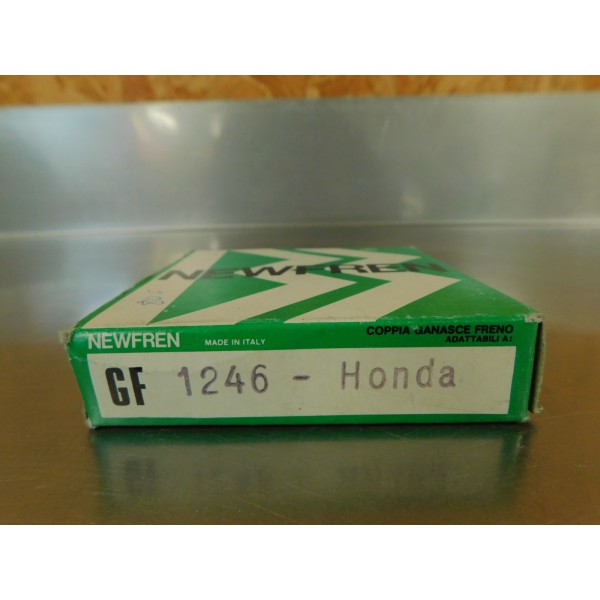 NEWFREN
NEWFREN MADE IN ITALY
COPPIA GANASCE FRENO
ADATTABILI A:
GF 1246 - Honda